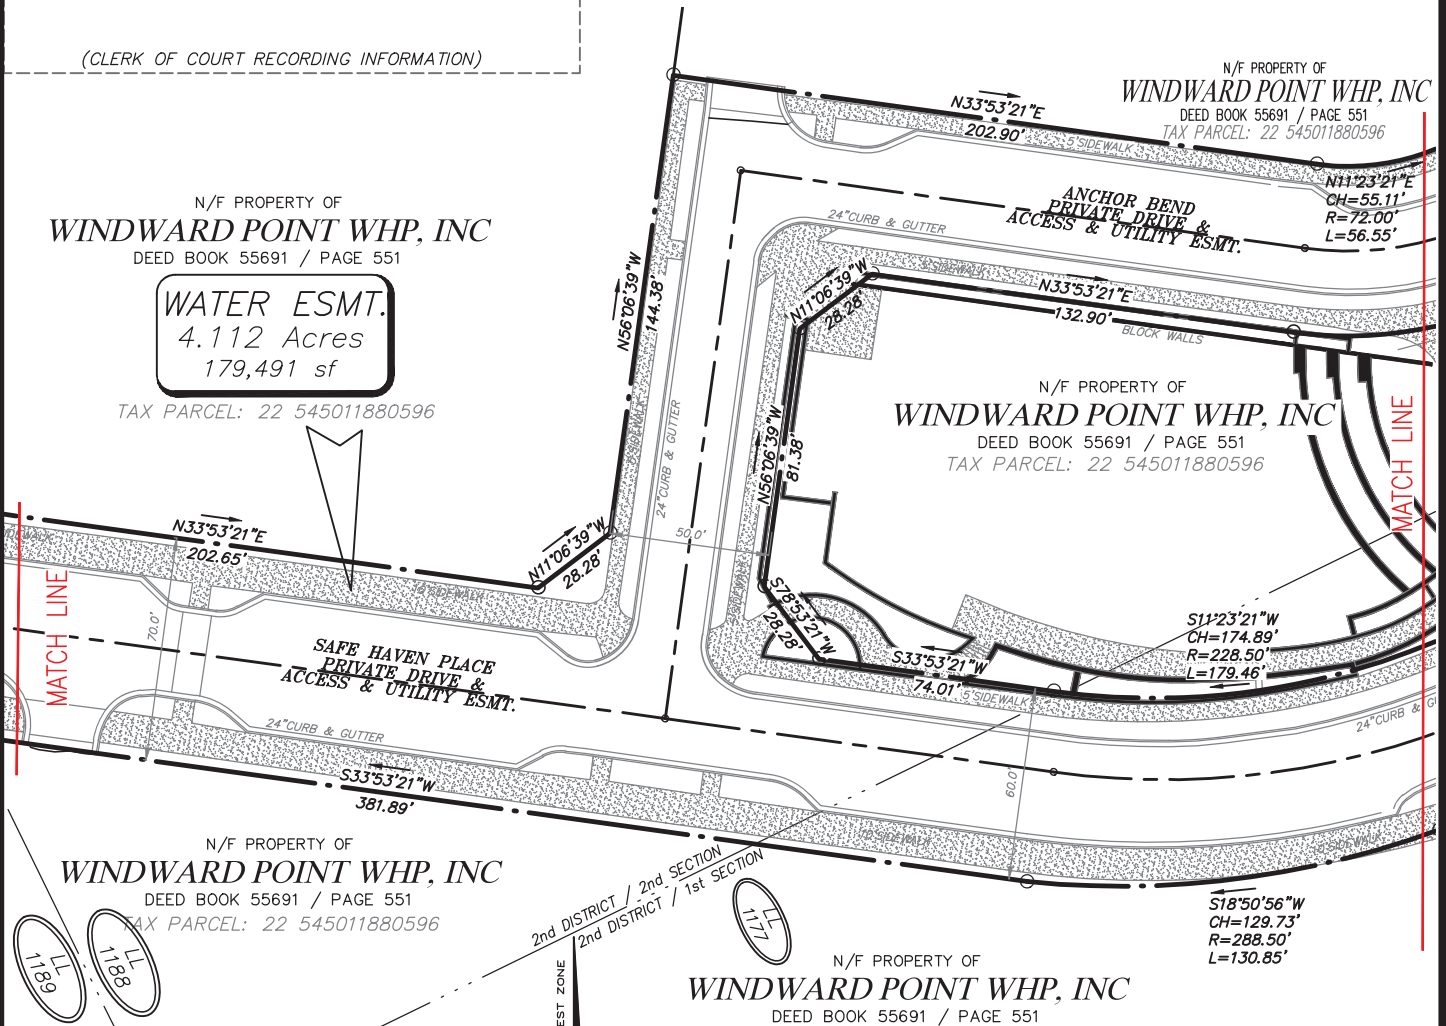 (CLERK OF COURT RECORDING INFORMATION)
N/F PROPERTY OF
WINDWARD POINT WHP, INC
DEED BOOK 55691 / PAGE 551
TAX PARCEL: 22 545011880596
N33°53'21"E
202.90'
5'SIDEWALK
N11°23'21"E
CH=55.11'
R=72.00'
L=56.55'
ANCHOR BEND
PRIVATE DRIVE &
ACCESS & UTILITY ESMT.
24"CURB & GUTTER
N/F PROPERTY OF
WINDWARD POINT WHP, INC
DEED BOOK 55691 / PAGE 551
WATER ESMT.
4.112 Acres
179,491 sf
TAX PARCEL: 22 545011880596
N56°06'39"W
144.38'
SIDEWALK
24"CURB & GUTTER
N11°06'39"W
28.28'
SIDEWALK
N33°53'21"E
132.90'
BLOCK WALLS
N/F PROPERTY OF
WINDWARD POINT WHP, INC
DEED BOOK 55691 / PAGE 551
TAX PARCEL: 22 545011880596
MATCH LINE
N56°06'39"W
81.38'
N33°53'21"E
202.65'
N11°06'39"W
28.28'
50.0'
MATCH LINE
70.0'
SIDEWALK
SIDEWALK
S78°53'21"W
28.28'
S33°53'21"W
74.01'
5'SIDEWALK
S11°23'21"W
CH=174.89'
R=228.50'
L=179.46'
SAFE HAVEN PLACE
PRIVATE DRIVE &
ACCESS & UTILITY ESMT.
24"CURB & GUTTER
24"CURB &
60.0'
S33°53'21"W
381.89'
10'SIDEWALK
SIDEWALK
N/F PROPERTY OF
WINDWARD POINT WHP, INC
DEED BOOK 55691 / PAGE 551
TAX PARCEL: 22 545011880596
2nd DISTRICT / 2nd SECTION
2nd DISTRICT / 1st SECTION
LL
1177
LL
1189
LL
1188
S18°50'56"W
CH=129.73'
R=288.50'
L=130.85'
EST ZONE
N/F PROPERTY OF
WINDWARD POINT WHP, INC
DEED BOOK 55691 / PAGE 551